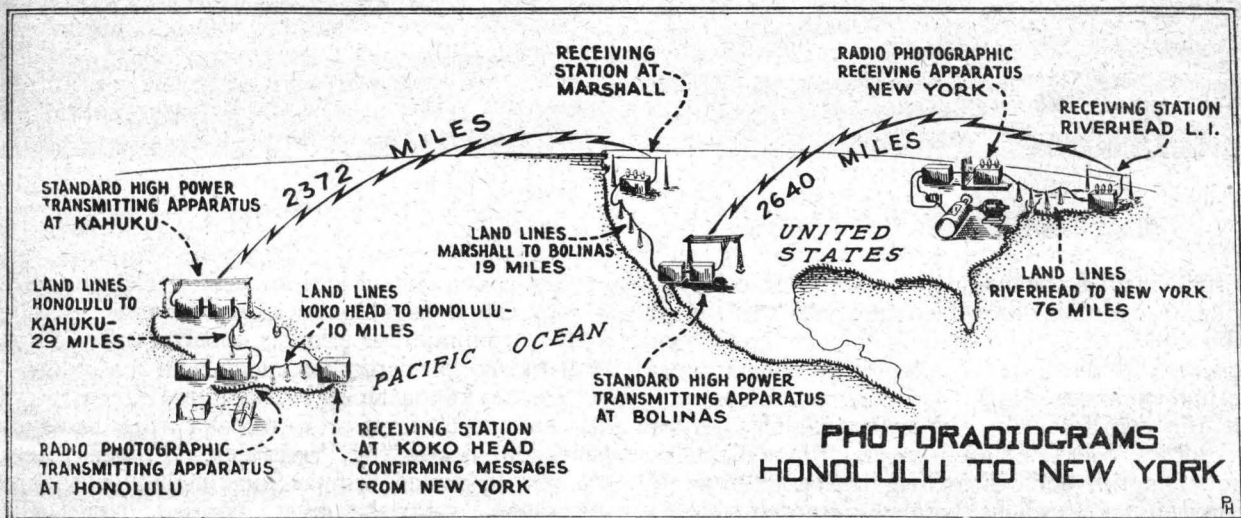 RECEIVING
STATION AT
MARSHALL
RADIO PHOTOGRAPHIC
RECEIVING APPARATUS
NEW YORK
RECEIVING STATION
RIVERHEAD L.I.
2372 MILES
2640 MILES
STANDARD HIGH POWER
TRANSMITTING APPARATUS
AT KAHUKU
LAND LINES
MARSHALL TO BOLINAS
19 MILES
UNITED
STATES
LAND LINES
RIVERHEAD TO NEW YORK
76 MILES
LAND LINES
HONOLULU TO
KAHUKU-
29 MILES
LAND LINES
KOKO HEAD TO HONOLULU-
10 MILES
PACIFIC OCEAN
STANDARD HIGH POWER
TRANSMITTING APPARATUS
AT BOLINAS
RADIO PHOTOGRAPHIC
TRANSMITTING APPARATUS
AT HONOLULU
RECEIVING STATION
AT KOKO HEAD
CONFIRMING MESSAGES
FROM NEW YORK
PHOTORADIOGRAMS
HONOLULU TO NEW YORK
PH